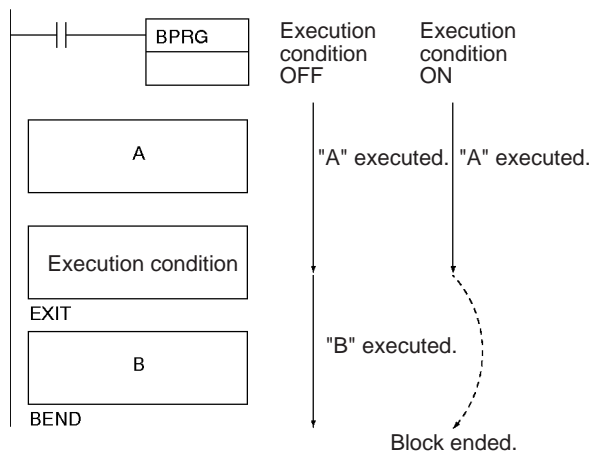 BPRG
Execution
condition
OFF
Execution
condition
ON
A
"A" executed.
"A" executed.
Execution condition
EXIT
B
"B" executed.
BEND
Block ended.